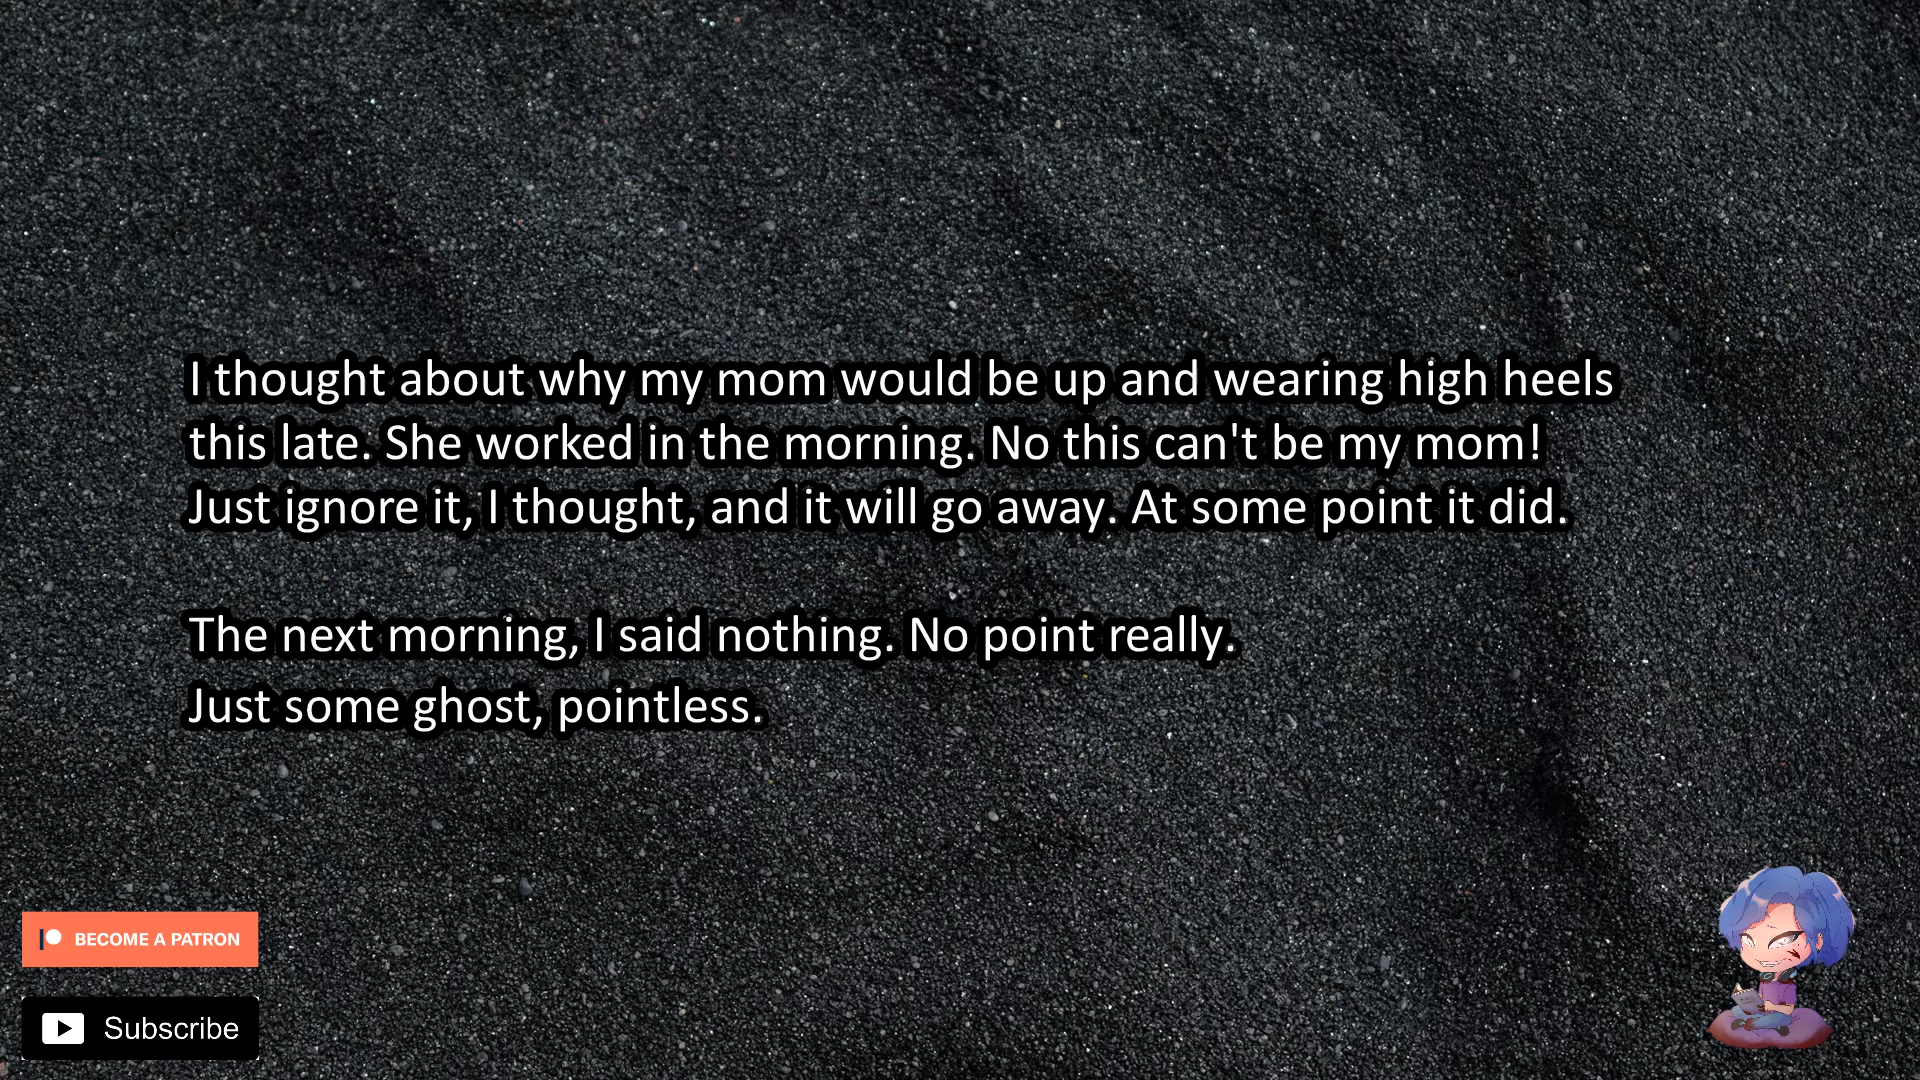 I thought about why my mom would be up and wearing high heels
this late. She worked in the morning. No this can't be my mom!
Just ignore it, I thought, and it will go away. At some point it did.
The next morning, I said nothing. No point really.
Just some ghost, pointless.
BECOME A PATRON
Subscribe